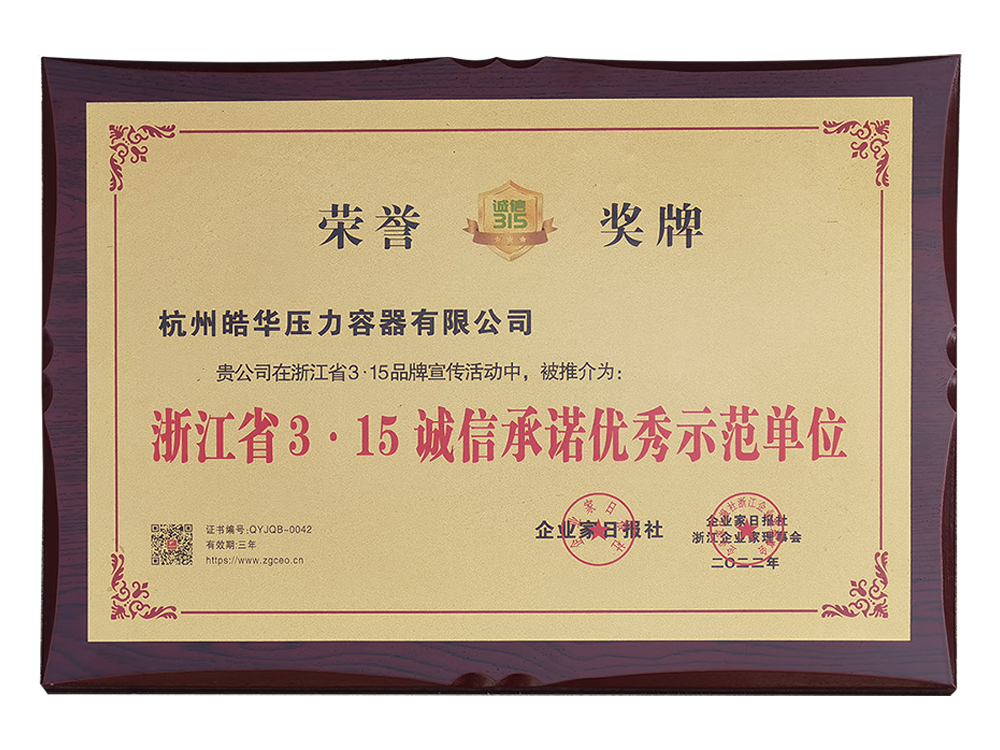 荣誉 诚信 315 奖牌
杭州皓华压力容器有限公司
贵公司在浙江省3·15品牌宣传活动中，被推介为：
浙江省3·15诚信承诺优秀示范单位
证书编号:QYJQB-0042
有效期:三年
https://www.zgceo.cn
企业家日报社
企业家日报社
浙江企业家理事会
二〇二二年